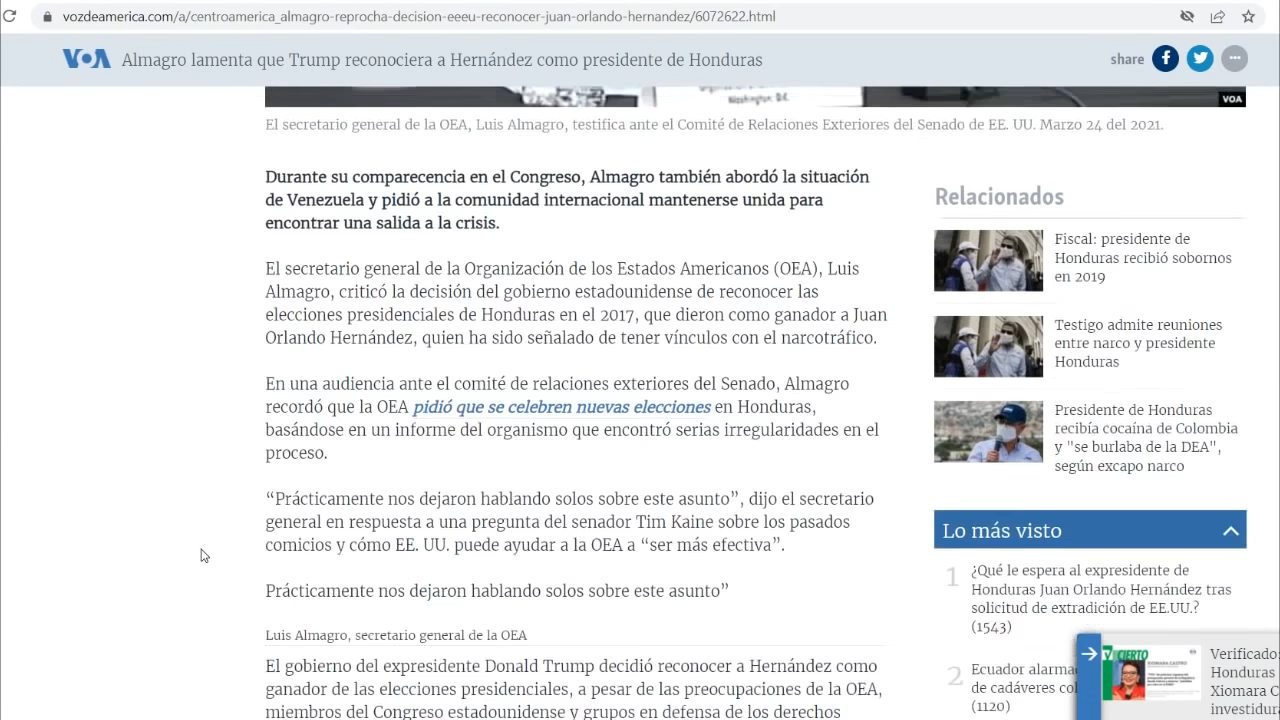 vozdeamerica.com/a/centroamerica_almagro-reprocha-decision-eeeu-reconocer-juan-orlando-hernandez/6072622.html
VOA Almagro lamenta que Trump reconociera a Hernández como presidente de Honduras
share
Washington, D.C.
VOA
El secretario general de la OEA, Luis Almagro, testifica ante el Comité de Relaciones Exteriores del Senado de EE. UU. Marzo 24 del 2021.
Durante su comparecencia en el Congreso, Almagro también abordó la situación
de Venezuela y pidió a la comunidad internacional mantenerse unida para
encontrar una salida a la crisis.
El secretario general de la Organización de los Estados Americanos (OEA), Luis
Almagro, criticó la decisión del gobierno estadounidense de reconocer las
elecciones presidenciales de Honduras en el 2017, que dieron como ganador a Juan
Orlando Hernández, quien ha sido señalado de tener vínculos con el narcotráfico.
En una audiencia ante el comité de relaciones exteriores del Senado, Almagro
recordó que la OEA pidió que se celebren nuevas elecciones en Honduras,
basándose en un informe del organismo que encontró serias irregularidades en el
proceso.
“Prácticamente nos dejaron hablando solos sobre este asunto”, dijo el secretario
general en respuesta a una pregunta del senador Tim Kaine sobre los pasados
comicios y cómo EE. UU. puede ayudar a la OEA a “ser más efectiva”.
Prácticamente nos dejaron hablando solos sobre este asunto”
Luis Almagro, secretario general de la OEA
El gobierno del expresidente Donald Trump decidió reconocer a Hernández como
ganador de las elecciones presidenciales, a pesar de las preocupaciones de la OEA,
miembros del Congreso estadounidense y grupos en defensa de los derechos
Relacionados
Fiscal: presidente de
Honduras recibió sobornos
en 2019
Testigo admite reuniones
entre narco y presidente
Honduras
Presidente de Honduras
recibía cocaína de Colombia
y "se burlaba de la DEA",
según excapo narco
Lo más visto
1 ¿Qué le espera al expresidente de
Honduras Juan Orlando Hernández tras
solicitud de extradición de EE.UU.?
(1543)
2 Ecuador alarma
de cadáveres co
(1120)
CIERTO
XIOMARA CASTRO
Verificado:
Honduras
Xiomara C
investidura